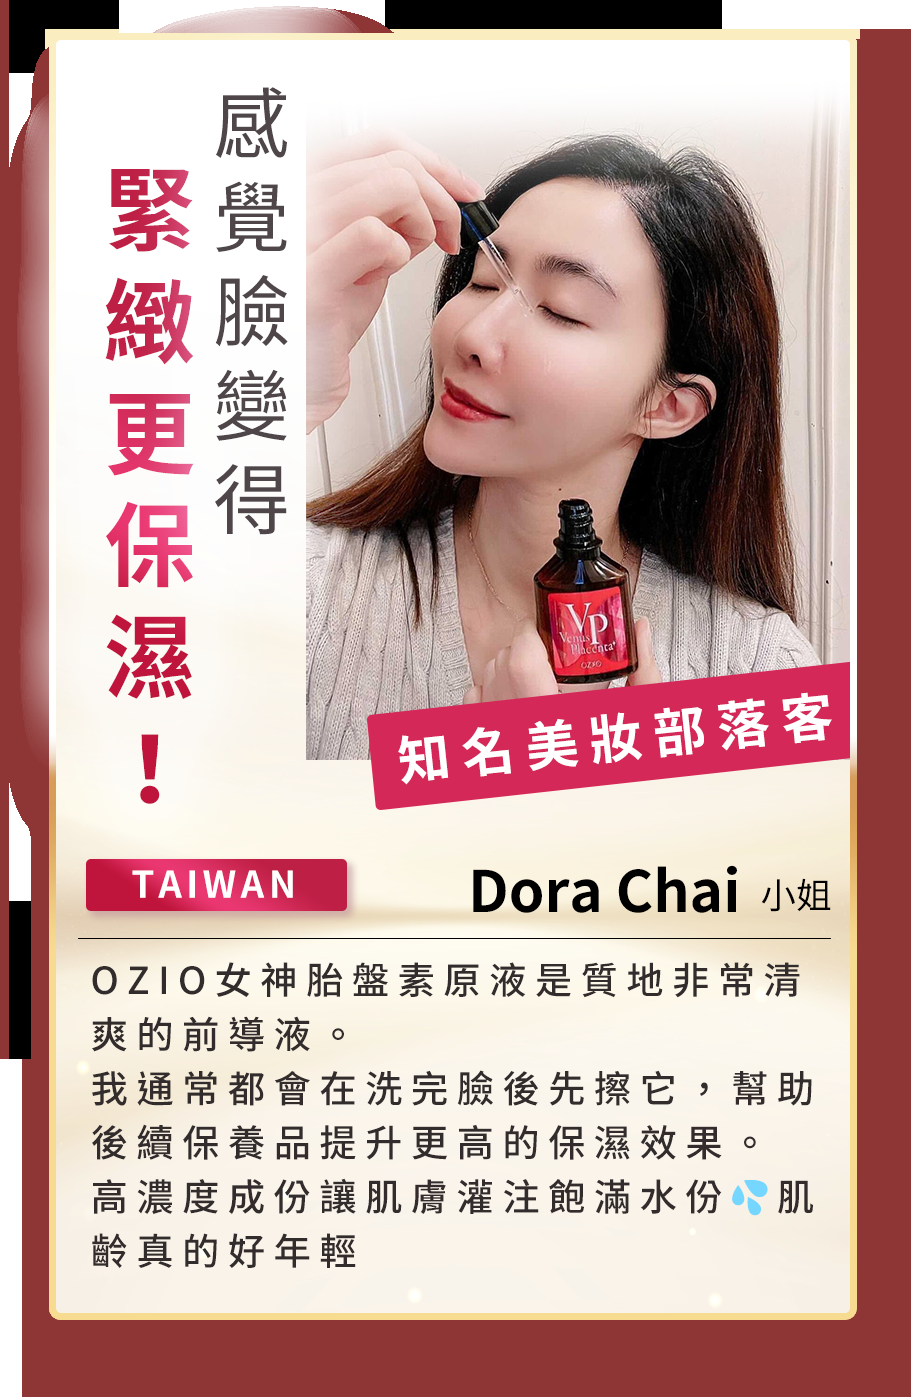 感覺臉變得
緊緻更保濕！
VP
Venus
Placenta+
OZIO
知名美妝部落客
TAIWAN
Dora Chai 小姐
OZIO女神胎盤素原液是質地非常清
爽的前導液。
我通常都會在洗完臉後先擦它，幫助
後續保養品提升更高的保濕效果。
高濃度成份讓肌膚灌注飽滿水份💦肌
齡真的好年輕